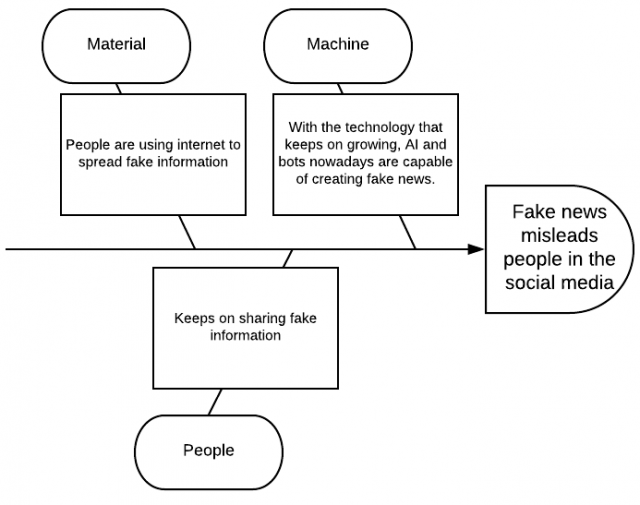 Material
Machine
People are using internet to
spread fake information
With the technology that
keeps on growing, AI and
bots nowadays are capable
of creating fake news.
Fake news
misleads
people in the
social media
Keeps on sharing fake
information
People